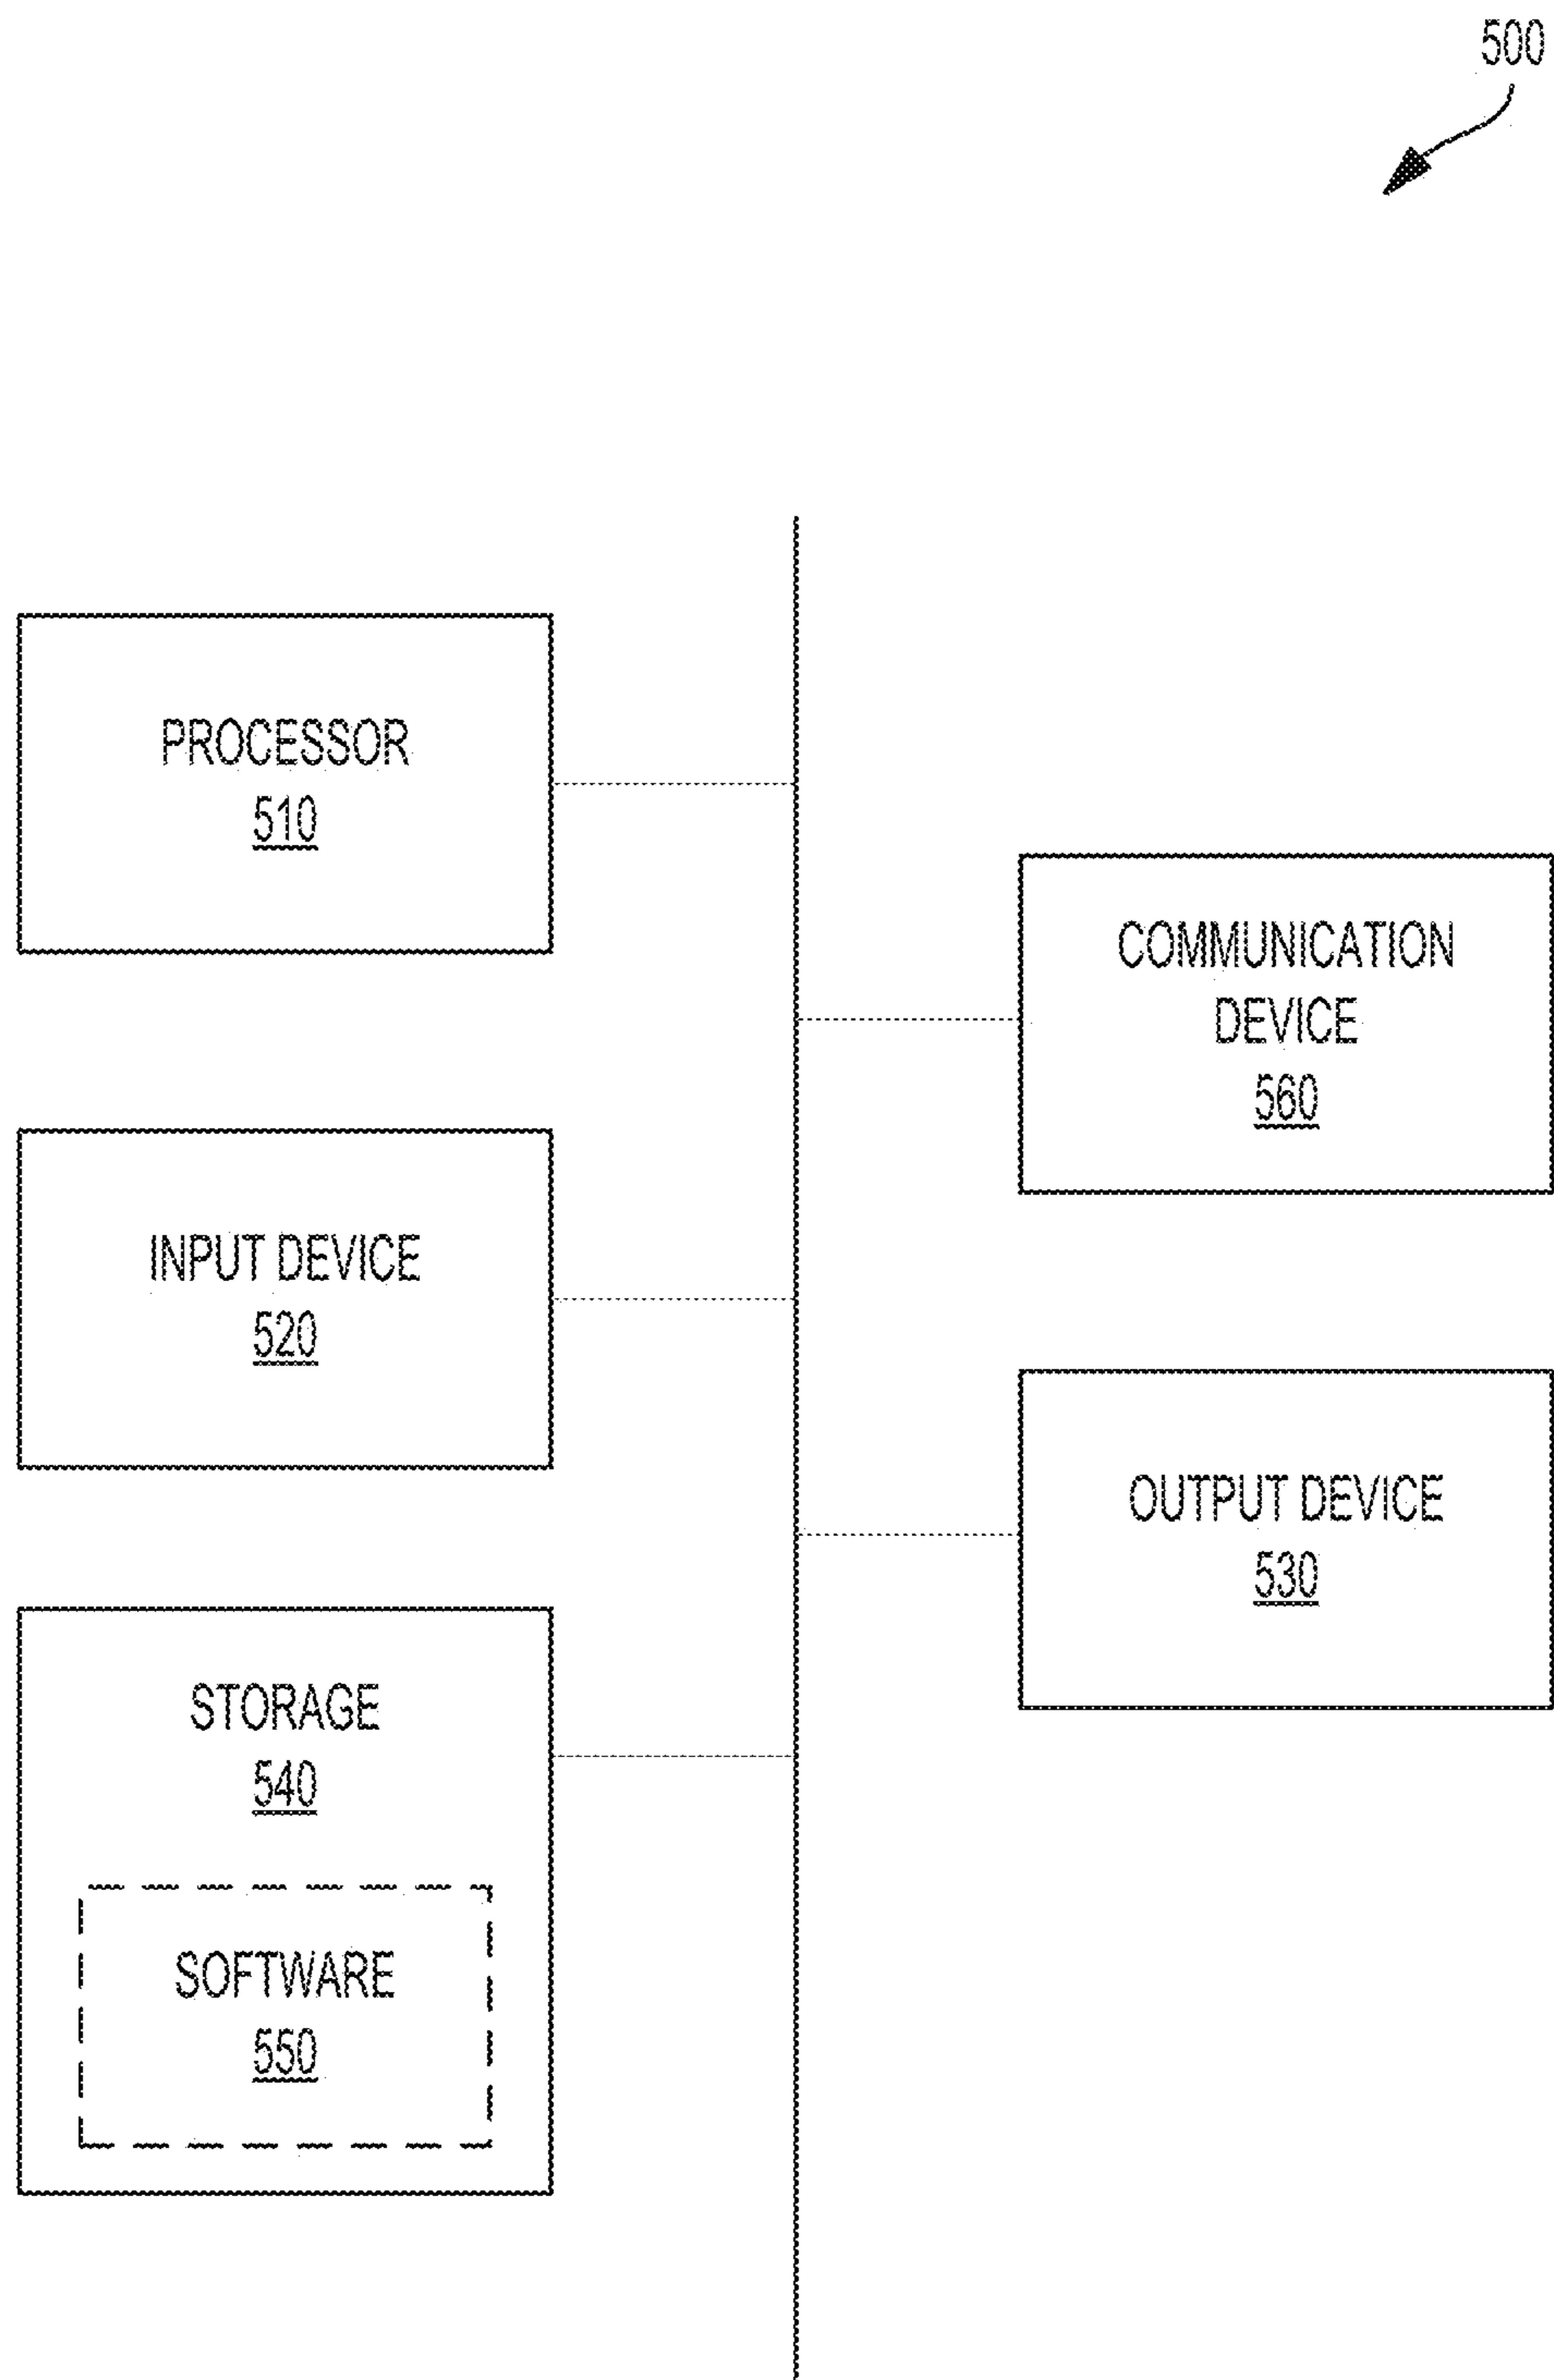 500
PROCESSOR
510
COMMUNICATION
DEVICE
560
INPUT DEVICE
520
OUTPUT DEVICE
530
STORAGE
540
SOFTWARE
550